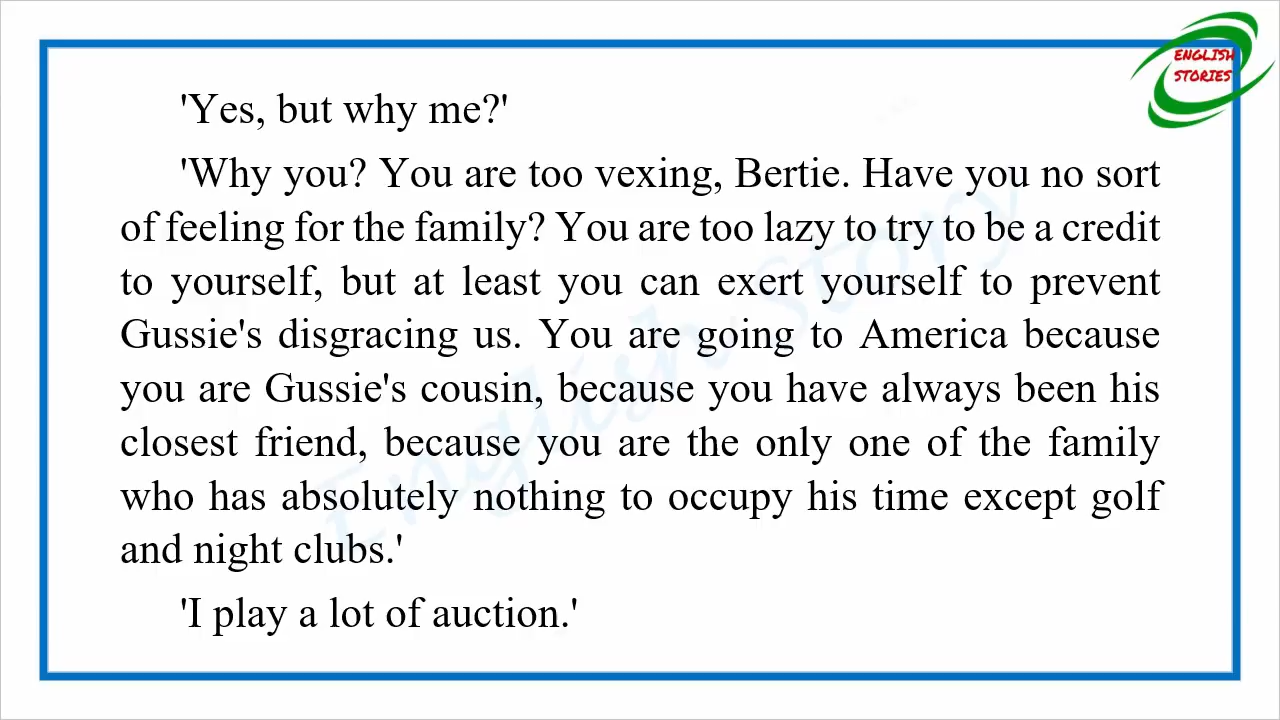 ENGLISH
STORIES
'Yes, but why me?'
'Why you? You are too vexing, Bertie. Have you no sort
of feeling for the family? You are too lazy to try to be a credit
to yourself, but at least you can exert yourself to prevent
Gussie's disgracing us. You are going to America because
you are Gussie's cousin, because you have always been his
closest friend, because you are the only one of the family
who has absolutely nothing to occupy his time except golf
and night clubs.'
'I play a lot of auction.'
English Story